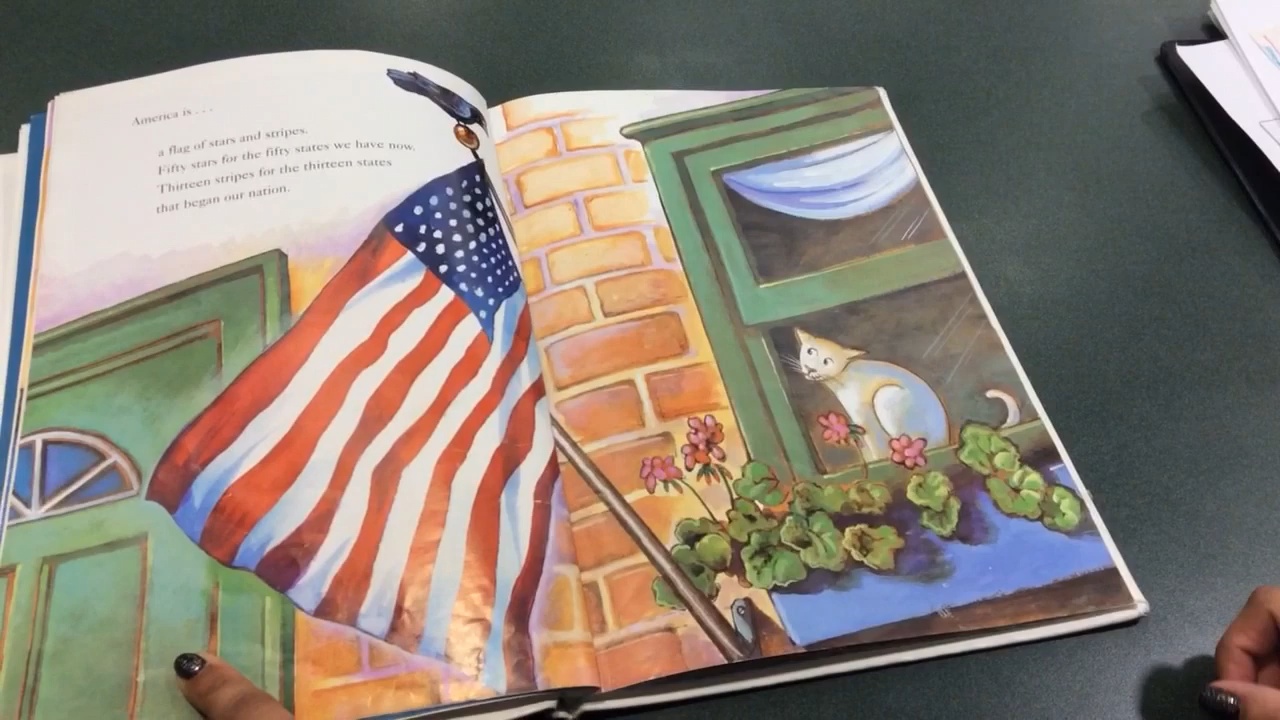 America is . . .
a flag of stars and stripes.
Fifty stars for the fifty states we have now.
Thirteen stripes for the thirteen states
that began our nation.